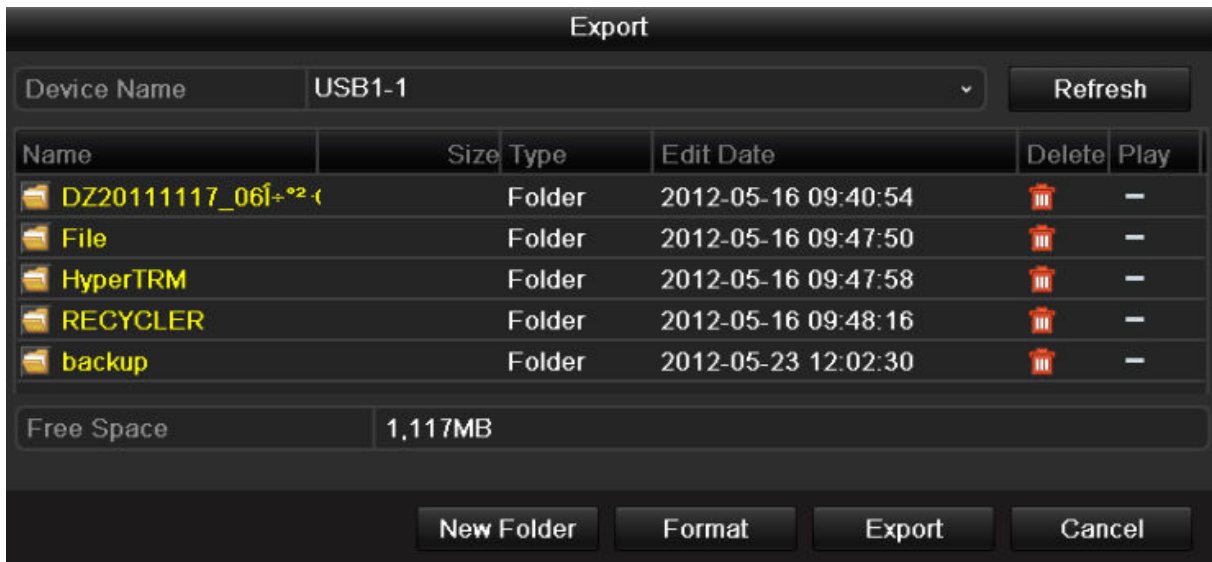 Export
Device Name USB1-1 Refresh
Name Size Type Edit Date Delete Play
DZ20111117_06Î÷°²·( Folder 2012-05-16 09:40:54
File Folder 2012-05-16 09:47:50
HyperTRM Folder 2012-05-16 09:47:58
RECYCLER Folder 2012-05-16 09:48:16
backup Folder 2012-05-23 12:02:30
Free Space 1,117MB
New Folder Format Export Cancel